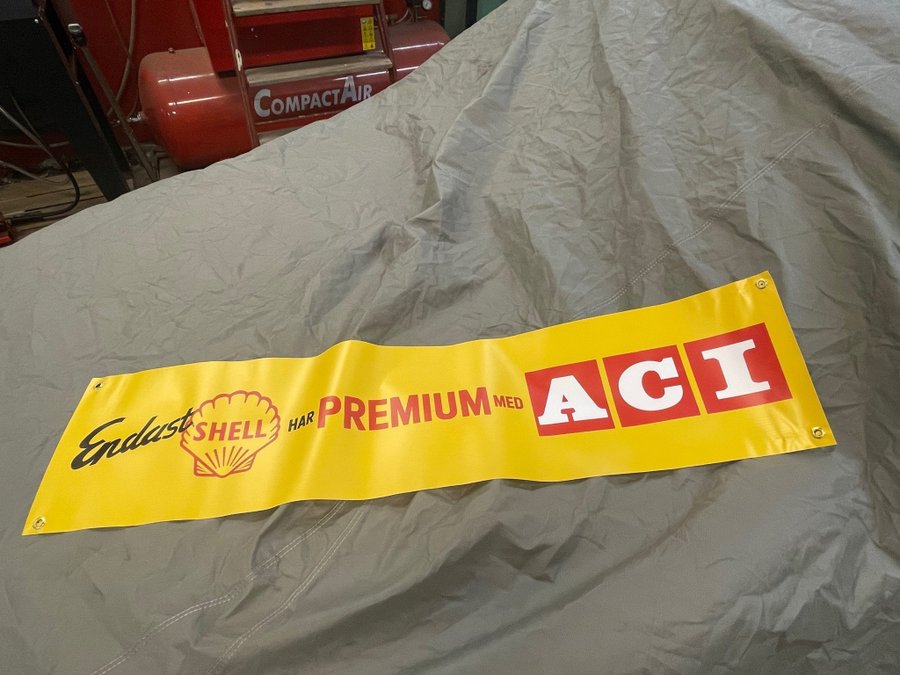 COMPACTAIR
Endast SHELL HAR PREMIUM MED ACI